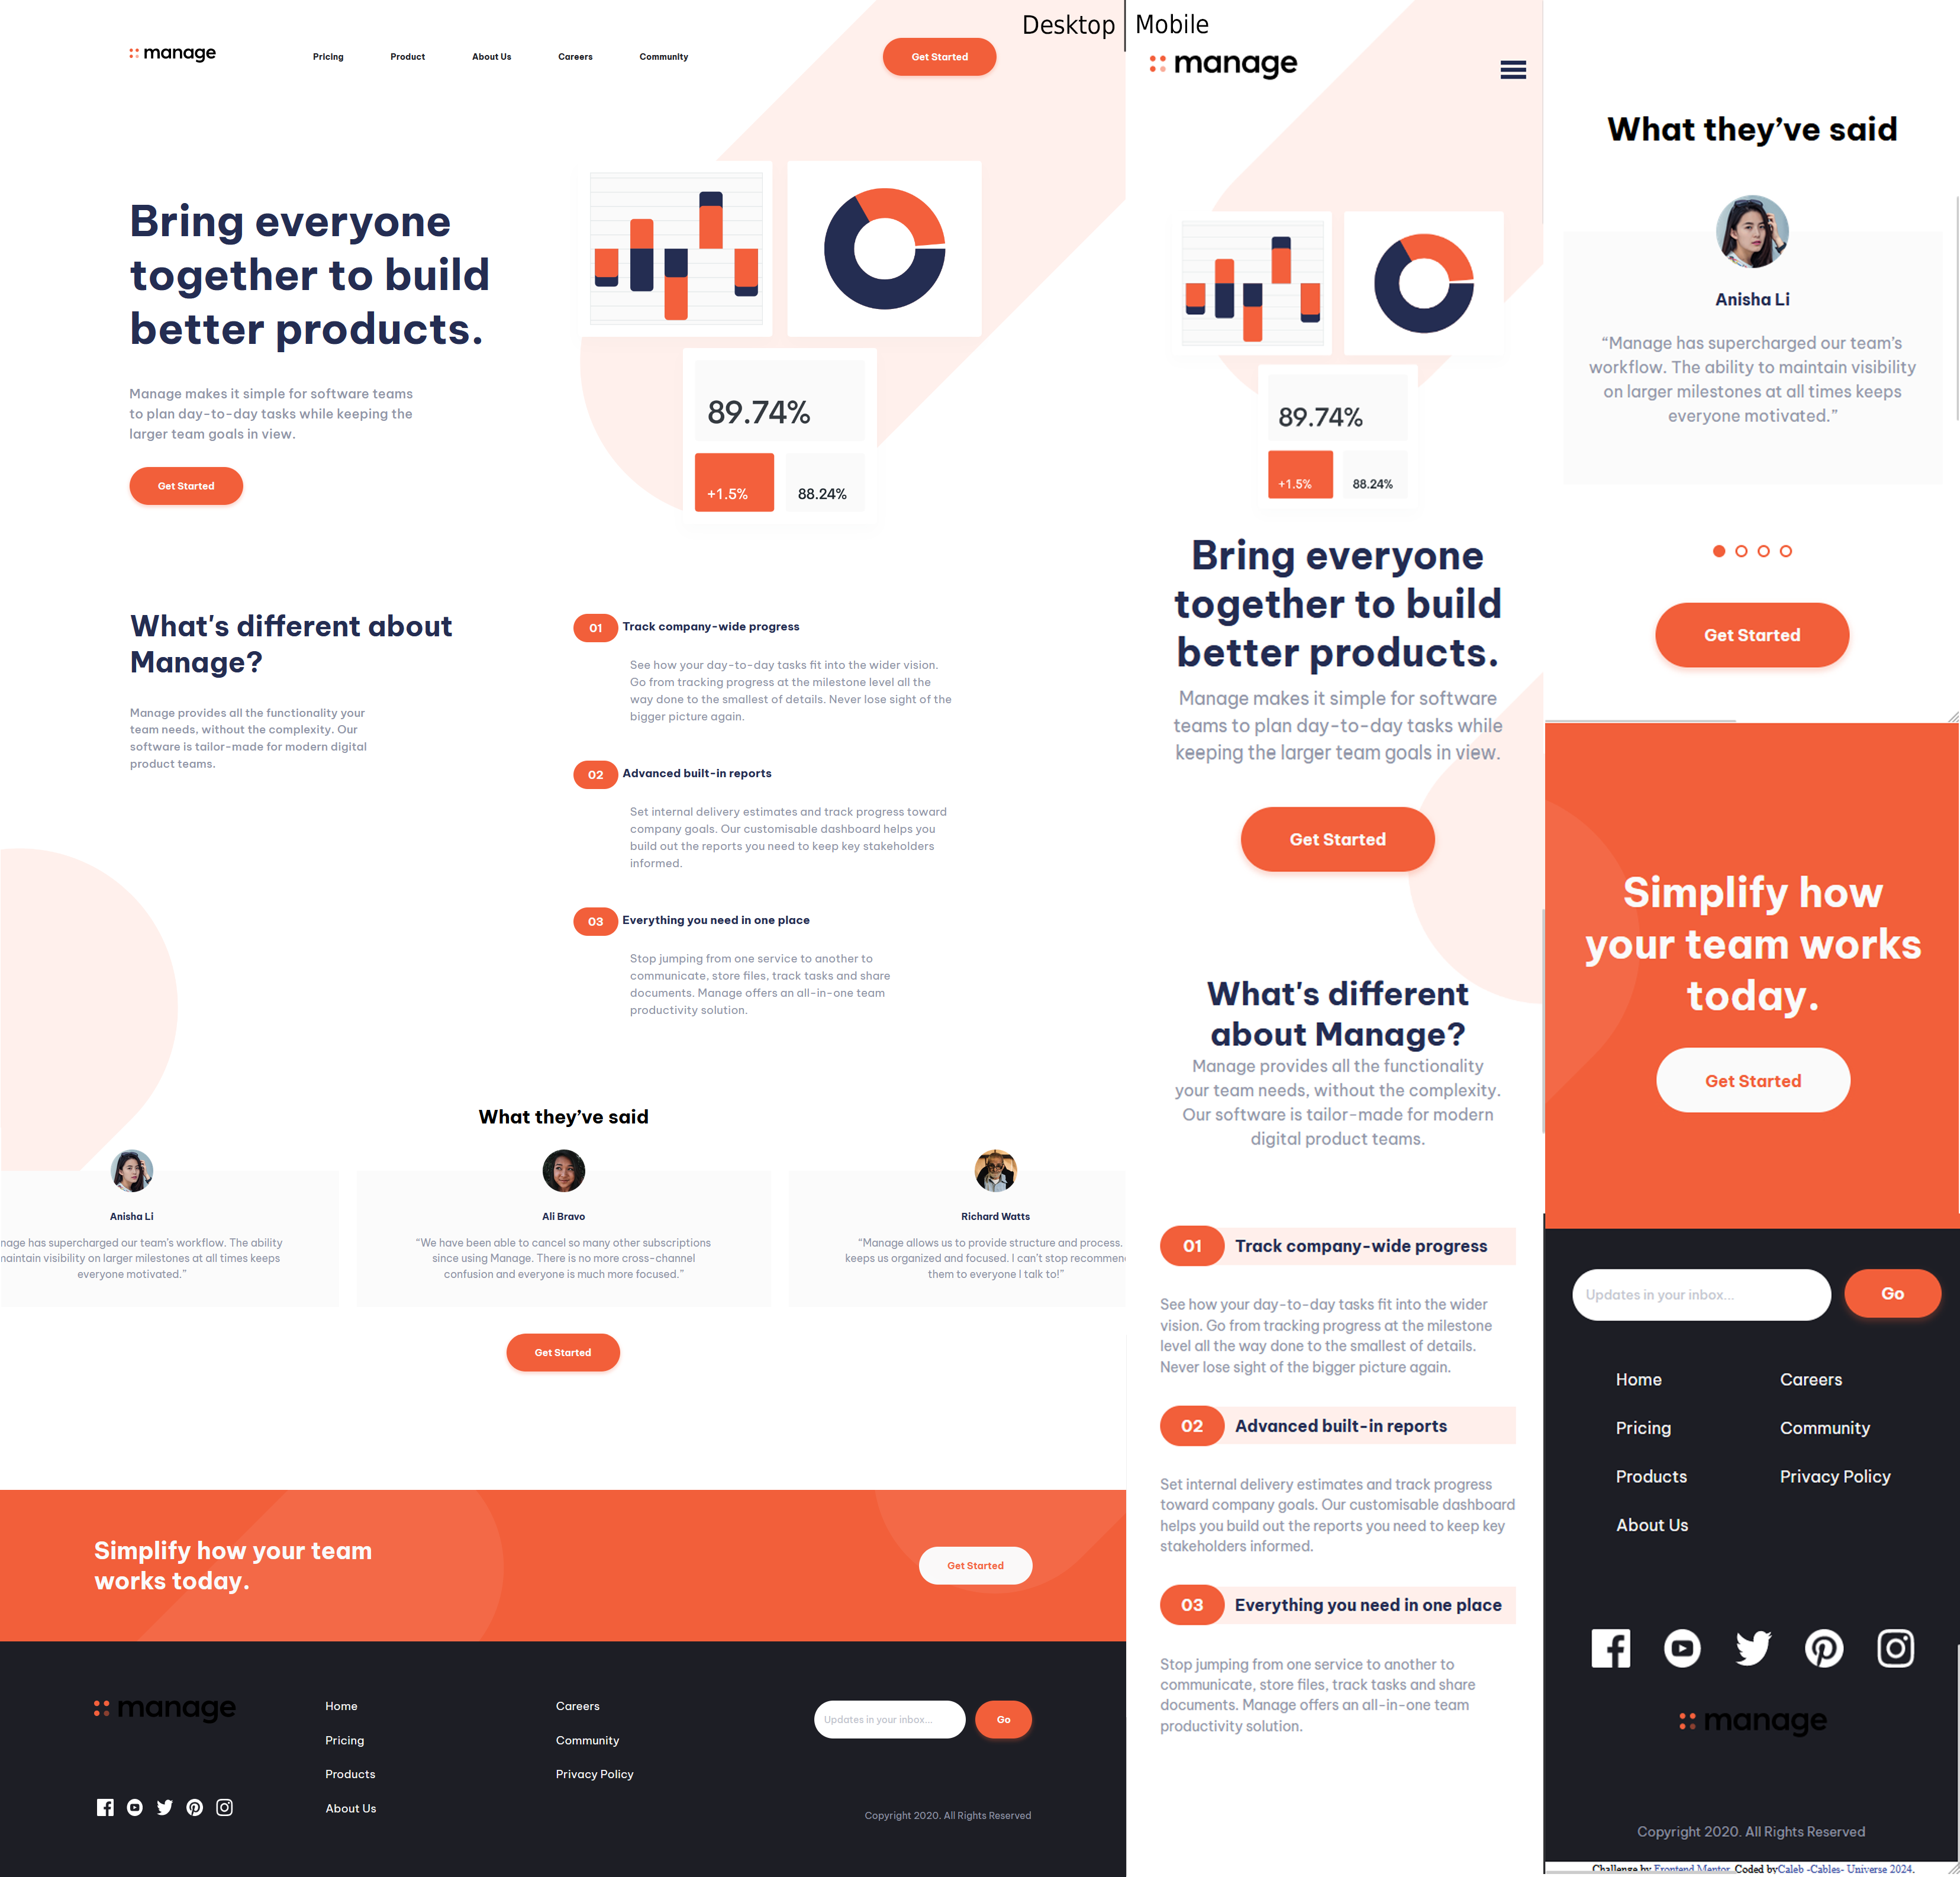 Desktop
manage
Pricing
Product
About Us
Careers
Community
Get Started
Bring everyone
together to build
better products.
Manage makes it simple for software teams
to plan day-to-day tasks while keeping the
larger team goals in view.
Get Started
89.74%
+1.5%
88.24%
What's different about
Manage?
Manage provides all the functionality your
team needs, without the complexity. Our
software is tailor-made for modern digital
product teams.
01 Track company-wide progress
See how your day-to-day tasks fit into the wider vision.
Go from tracking progress at the milestone level all the
way done to the smallest of details. Never lose sight of the
bigger picture again.
02 Advanced built-in reports
Set internal delivery estimates and track progress toward
company goals. Our customisable dashboard helps you
build out the reports you need to keep key stakeholders
informed.
03 Everything you need in one place
Stop jumping from one service to another to
communicate, store files, track tasks and share
documents. Manage offers an all-in-one team
productivity solution.
What they’ve said
Anisha Li
nage has supercharged our team’s workflow. The ability
naintain visibility on larger milestones at all times keeps
everyone motivated.”
Ali Bravo
“We have been able to cancel so many other subscriptions
since using Manage. There is no more cross-channel
confusion and everyone is much more focused.”
Richard Watts
“Manage allows us to provide structure and process.
keeps us organized and focused. I can’t stop recommen
them to everyone I talk to!”
Get Started
Simplify how your team
works today.
Get Started
manage
Home
Pricing
Products
About Us
Careers
Community
Privacy Policy
Updates in your inbox...
Go
Copyright 2020. All Rights Reserved
Mobile
manage
89.74%
+1.5%
88.24%
Bring everyone
together to build
better products.
Manage makes it simple for software
teams to plan day-to-day tasks while
keeping the larger team goals in view.
Get Started
What's different
about Manage?
Manage provides all the functionality
your team needs, without the complexity.
Our software is tailor-made for modern
digital product teams.
01 Track company-wide progress
See how your day-to-day tasks fit into the wider
vision. Go from tracking progress at the milestone
level all the way done to the smallest of details.
Never lose sight of the bigger picture again.
02 Advanced built-in reports
Set internal delivery estimates and track progress
toward company goals. Our customisable dashboard
helps you build out the reports you need to keep key
stakeholders informed.
03 Everything you need in one place
Stop jumping from one service to another to
communicate, store files, track tasks and share
documents. Manage offers an all-in-one team
productivity solution.
What they’ve said
Anisha Li
“Manage has supercharged our team’s
workflow. The ability to maintain visibility
on larger milestones at all times keeps
everyone motivated.”
Get Started
Simplify how
your team works
today.
Get Started
Updates in your inbox...
Go
Home
Pricing
Products
About Us
Careers
Community
Privacy Policy
manage
Copyright 2020. All Rights Reserved
Challenge by Frontend Mentor. Coded byCaleb -Cables- Universe 2024.